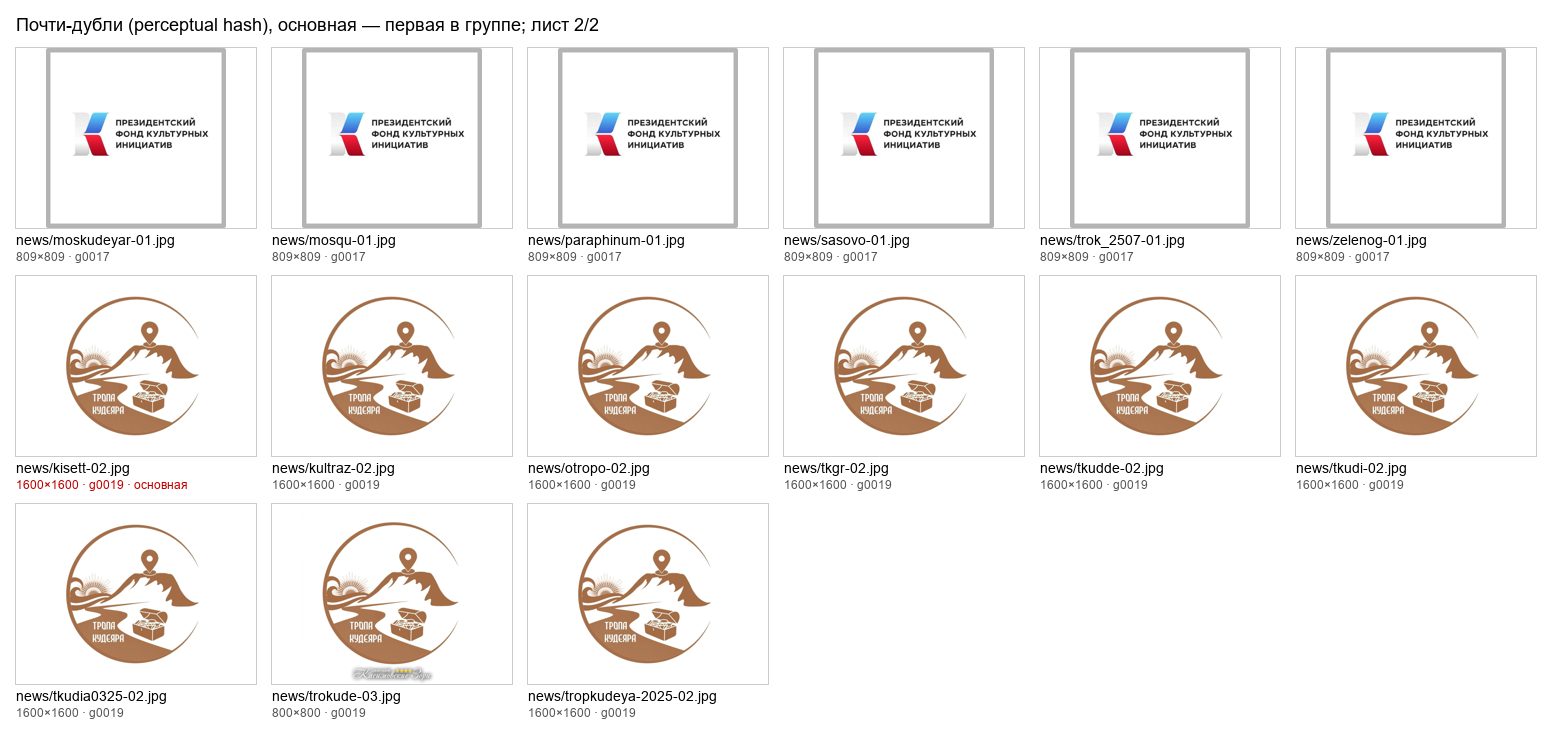 Почти-дубли (perceptual hash), основная — первая в группе; лист 2/2
ПРЕЗИДЕНТСКИЙ
ФОНД КУЛЬТУРНЫХ
ИНИЦИАТИВ
ПРЕЗИДЕНТСКИЙ
ФОНД КУЛЬТУРНЫХ
ИНИЦИАТИВ
ПРЕЗИДЕНТСКИЙ
ФОНД КУЛЬТУРНЫХ
ИНИЦИАТИВ
ПРЕЗИДЕНТСКИЙ
ФОНД КУЛЬТУРНЫХ
ИНИЦИАТИВ
ПРЕЗИДЕНТСКИЙ
ФОНД КУЛЬТУРНЫХ
ИНИЦИАТИВ
ПРЕЗИДЕНТСКИЙ
ФОНД КУЛЬТУРНЫХ
ИНИЦИАТИВ
news/moskudeyar-01.jpg
809×809 · g0017
news/mosqu-01.jpg
809×809 · g0017
news/paraphinum-01.jpg
809×809 · g0017
news/sasovo-01.jpg
809×809 · g0017
news/trok_2507-01.jpg
809×809 · g0017
news/zelenog-01.jpg
809×809 · g0017
ТРОПА
КУДЕЯРА
ТРОПА
КУДЕЯРА
ТРОПА
КУДЕЯРА
ТРОПА
КУДЕЯРА
ТРОПА
КУДЕЯРА
ТРОПА
КУДЕЯРА
news/kisett-02.jpg
1600×1600 · g0019 · основная
news/kultraz-02.jpg
1600×1600 · g0019
news/otropo-02.jpg
1600×1600 · g0019
news/tkgr-02.jpg
1600×1600 · g0019
news/tkudde-02.jpg
1600×1600 · g0019
news/tkudi-02.jpg
1600×1600 · g0019
ТРОПА
КУДЕЯРА
ТРОПА
КУДЕЯРА
ТРОПА
КУДЕЯРА
news/tkudia0325-02.jpg
1600×1600 · g0019
news/trokude-03.jpg
800×800 · g0019
news/tropkudeya-2025-02.jpg
1600×1600 · g0019